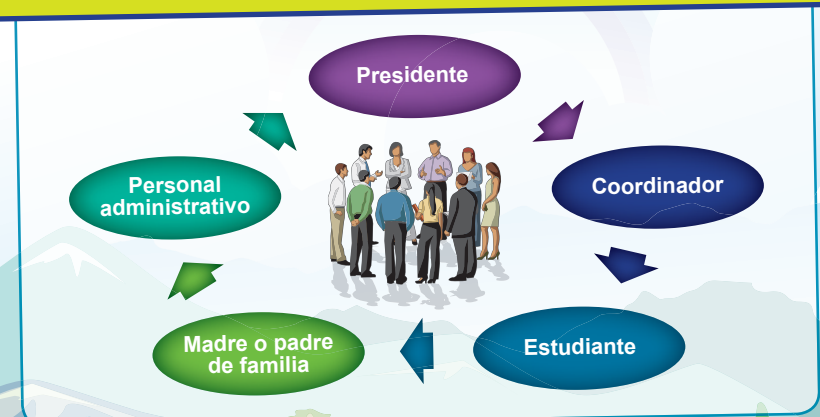 Presidente
Coordinador
Estudiante
Madre o padre
de familia
Personal
administrativo